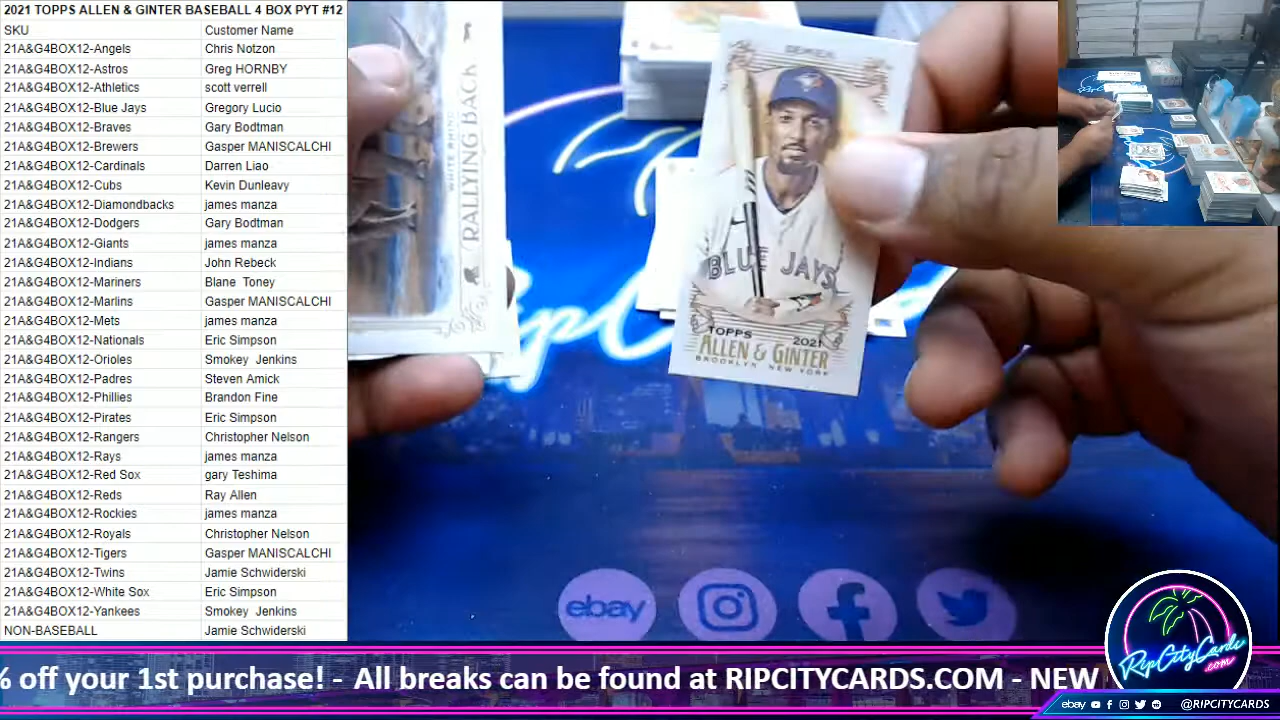 2021 TOPPS ALLEN & GINTER BASEBALL 4 BOX PYT #12
SKU Customer Name
21A&G4BOX12-Angels Chris Notzon
21A&G4BOX12-Astros Greg HORNBY
21A&G4BOX12-Athletics scott verrell
21A&G4BOX12-Blue Jays Gregory Lucio
21A&G4BOX12-Braves Gary Bodtman
21A&G4BOX12-Brewers Gasper MANISCALCHI
21A&G4BOX12-Cardinals Darren Liao
21A&G4BOX12-Cubs Kevin Dunleavy
21A&G4BOX12-Diamondbacks james manza
21A&G4BOX12-Dodgers Gary Bodtman
21A&G4BOX12-Giants james manza
21A&G4BOX12-Indians John Rebeck
21A&G4BOX12-Mariners Blane Toney
21A&G4BOX12-Marlins Gasper MANISCALCHI
21A&G4BOX12-Mets james manza
21A&G4BOX12-Nationals Eric Simpson
21A&G4BOX12-Orioles Smokey Jenkins
21A&G4BOX12-Padres Steven Amick
21A&G4BOX12-Phillies Brandon Fine
21A&G4BOX12-Pirates Eric Simpson
21A&G4BOX12-Rangers Christopher Nelson
21A&G4BOX12-Rays james manza
21A&G4BOX12-Red Sox gary Teshima
21A&G4BOX12-Reds Ray Allen
21A&G4BOX12-Rockies james manza
21A&G4BOX12-Royals Christopher Nelson
21A&G4BOX12-Tigers Gasper MANISCALCHI
21A&G4BOX12-Twins Jamie Schwiderski
21A&G4BOX12-White Sox Eric Simpson
21A&G4BOX12-Yankees Smokey Jenkins
NON-BASEBALL Jamie Schwiderski
WHITE RHINO
RALLYING BACK
BLUE JAYS
TOPPS 2021
ALLEN & GINTER
BROOKLYN NEW YORK
Rip
ebay
RipCityCards
.com
% off your 1st purchase! - All breaks can be found at RIPCITYCARDS.COM - NEW
ebay @RIPCITYCARDS